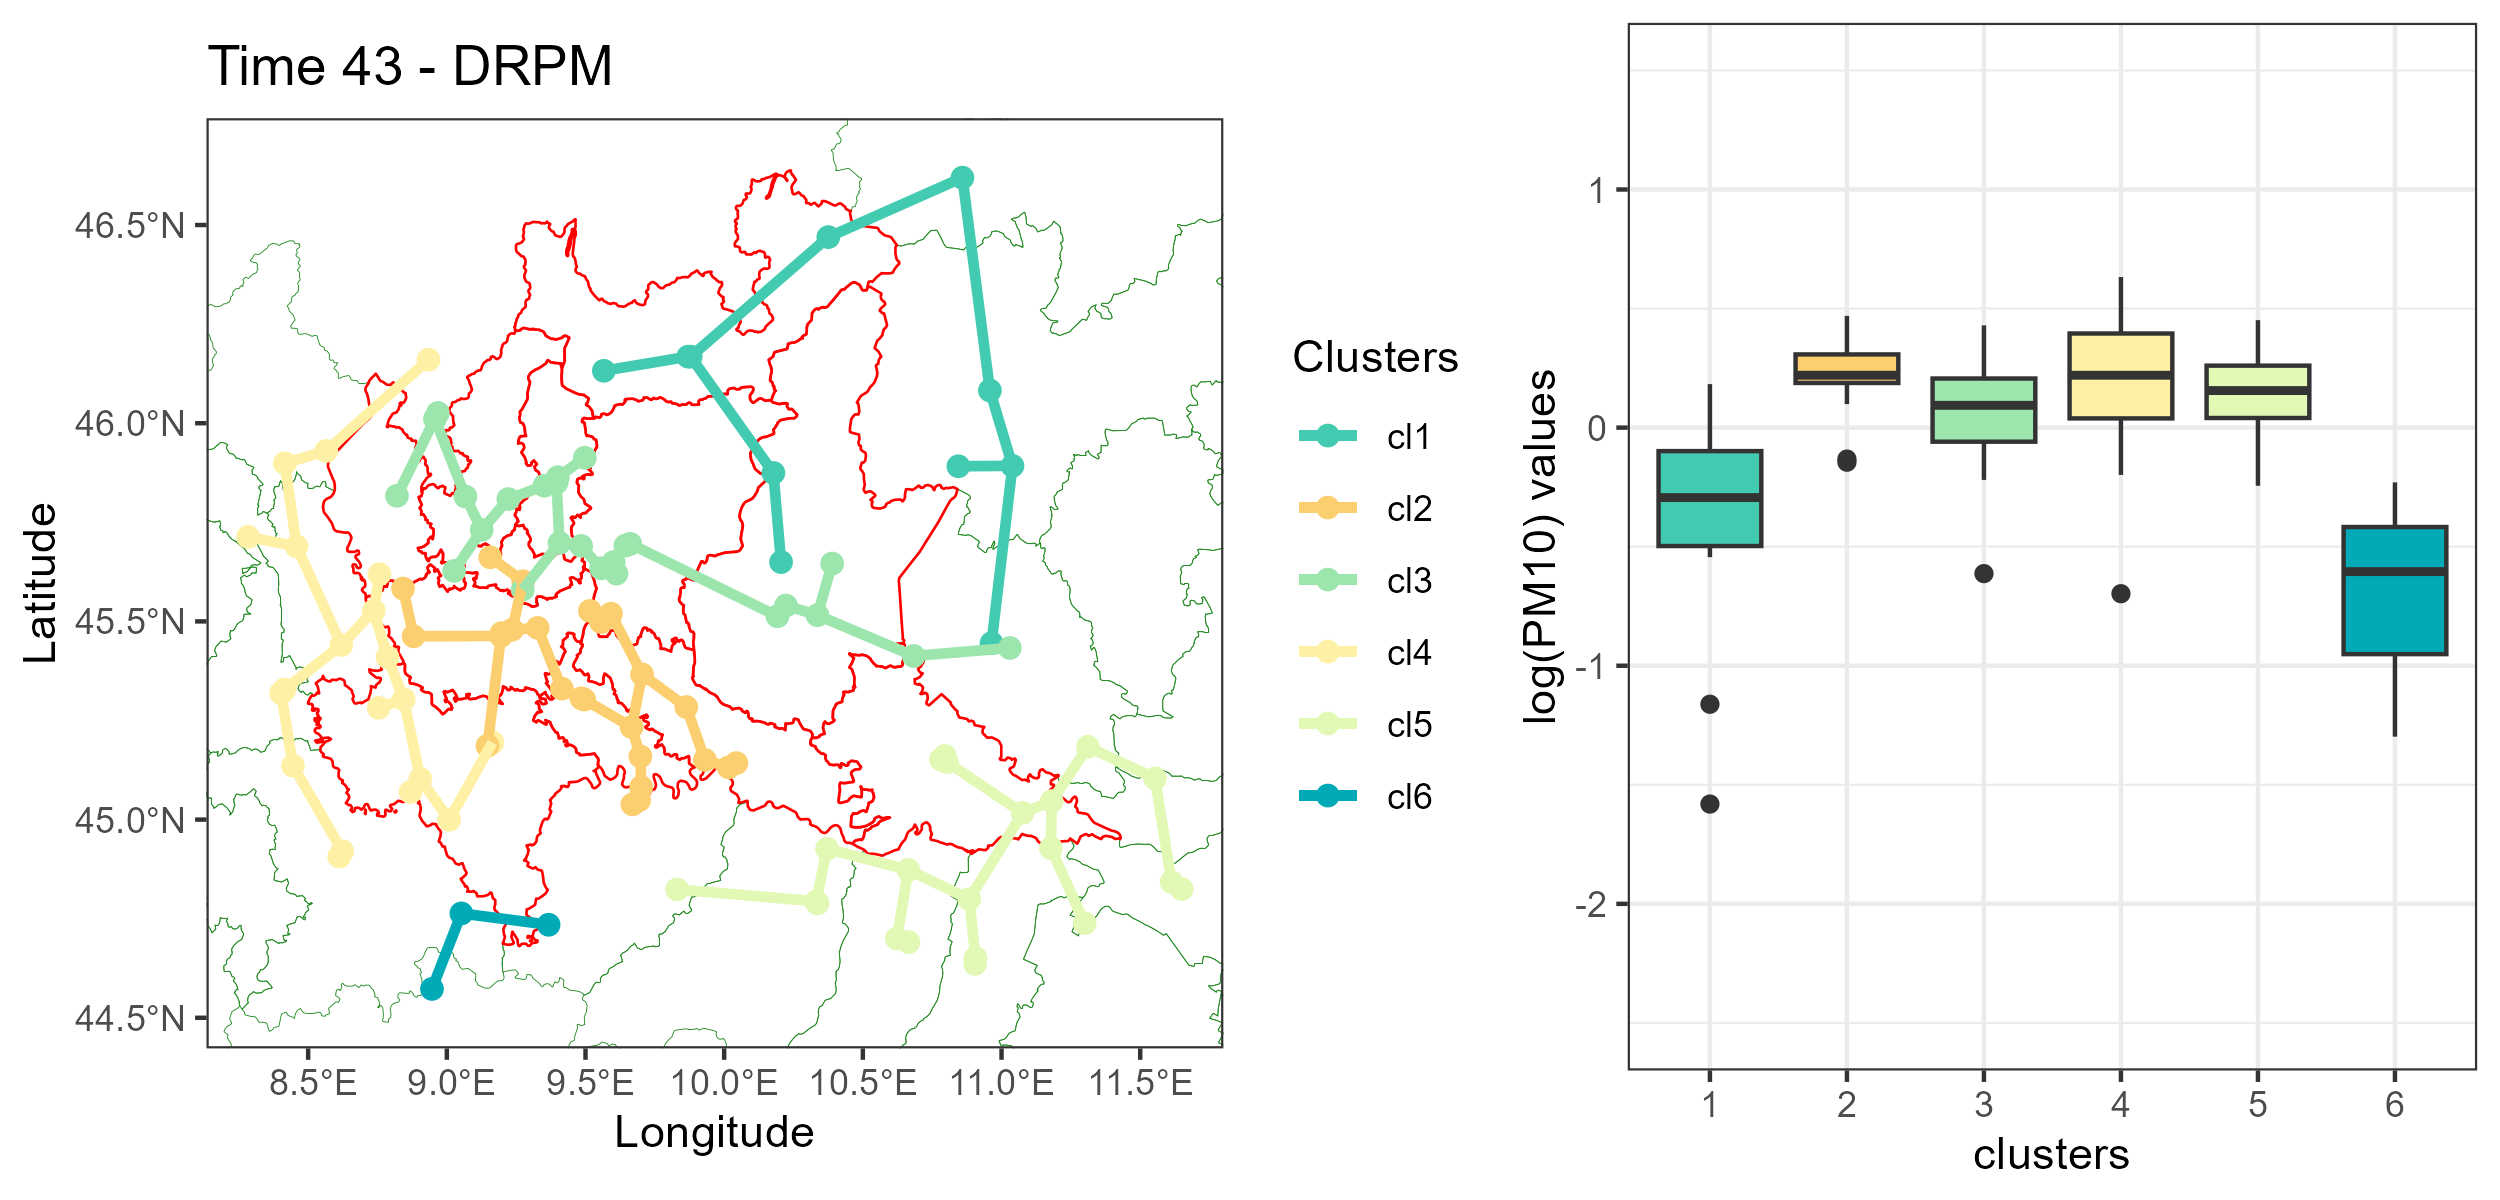 Time 43 - DRPM
Latitude
46.5°N
46.0°N
45.5°N
45.0°N
44.5°N
8.5°E 9.0°E 9.5°E 10.0°E 10.5°E 11.0°E 11.5°E
Longitude
Clusters
cl1
cl2
cl3
cl4
cl5
cl6
log(PM10) values
1
0
-1
-2
1 2 3 4 5 6
clusters